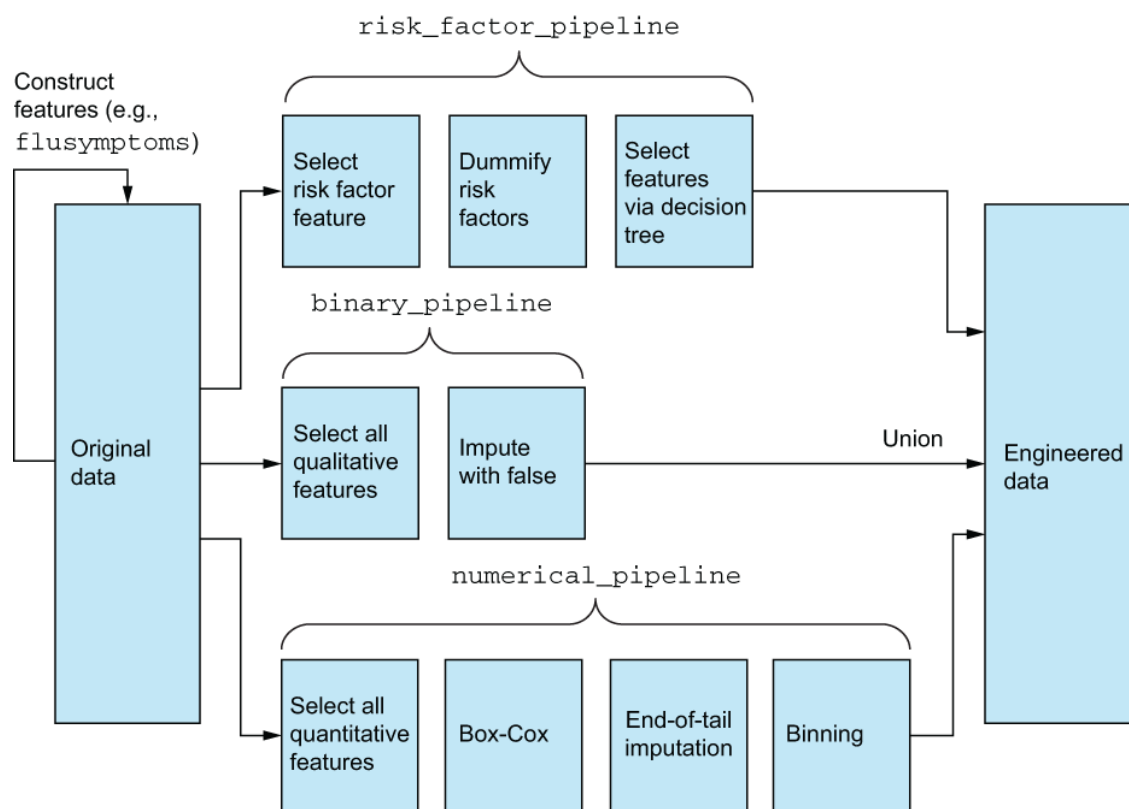 risk_factor_pipeline
Construct
features (e.g.,
flusymptoms)
Select
risk factor
feature
Dummify
risk
factors
Select
features
via decision
tree
binary_pipeline
Original
data
Select all
qualitative
features
Impute
with false
Union
Engineered
data
numerical_pipeline
Select all
quantitative
features
Box-Cox
End-of-tail
imputation
Binning